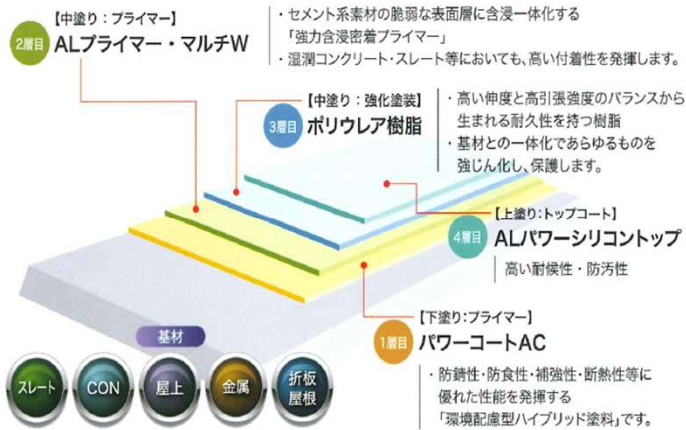 【中塗り：プライマー】
2層目
ALプライマー・マルチW
・セメント系素材の脆弱な表面層に含浸一体化する
「強力含浸密着プライマー」
・湿潤コンクリート・スレート等においても、高い付着性を発揮します。
【中塗り：強化塗装】
3層目
ポリウレア樹脂
・高い伸度と高引張強度のバランスから
生まれる耐久性を持つ樹脂
・基材との一体化であらゆるものを
強じん化し、保護します。
【上塗り：トップコート】
4層目
ALパワーシリコントップ
高い耐候性・防汚性
【下塗り：プライマー】
1層目
パワーコートAC
・防錆性・防食性・補強性・断熱性等に
優れた性能を発揮する
「環境配慮型ハイブリッド塗料」です。
基材
スレート
CON
屋上
金属
折板
屋根